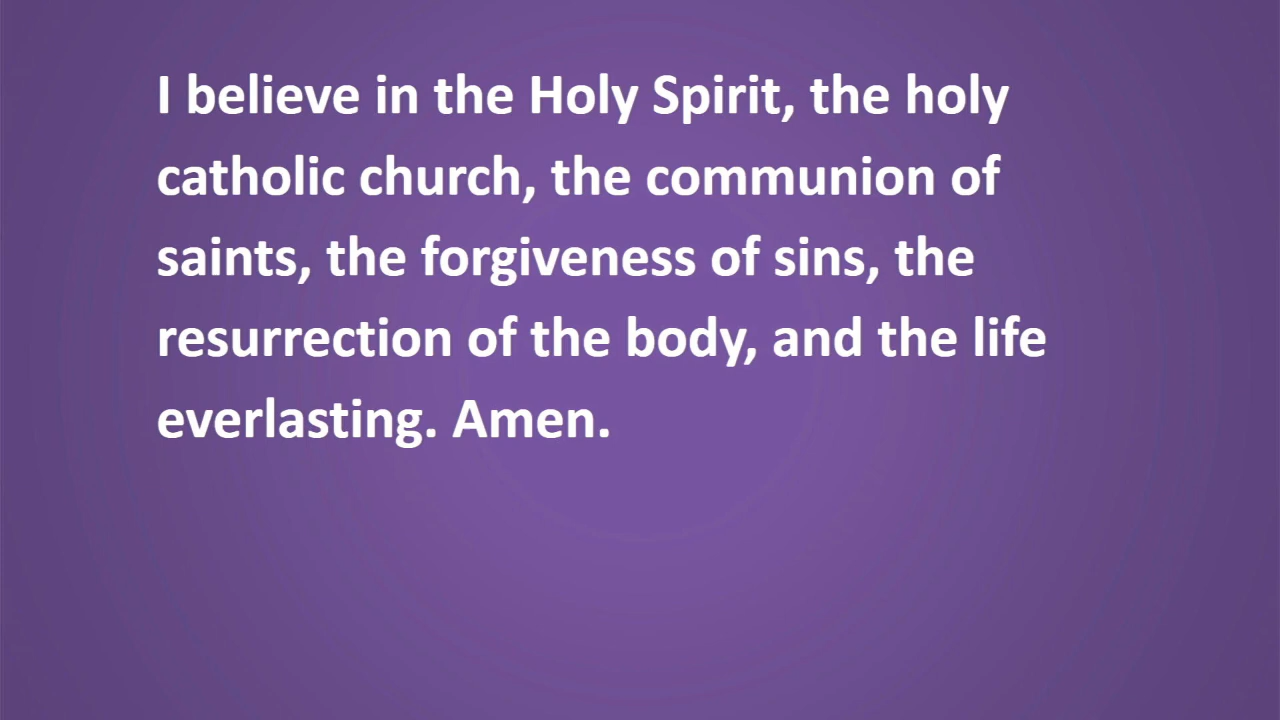 I believe in the Holy Spirit, the holy
catholic church, the communion of
saints, the forgiveness of sins, the
resurrection of the body, and the life
everlasting. Amen.